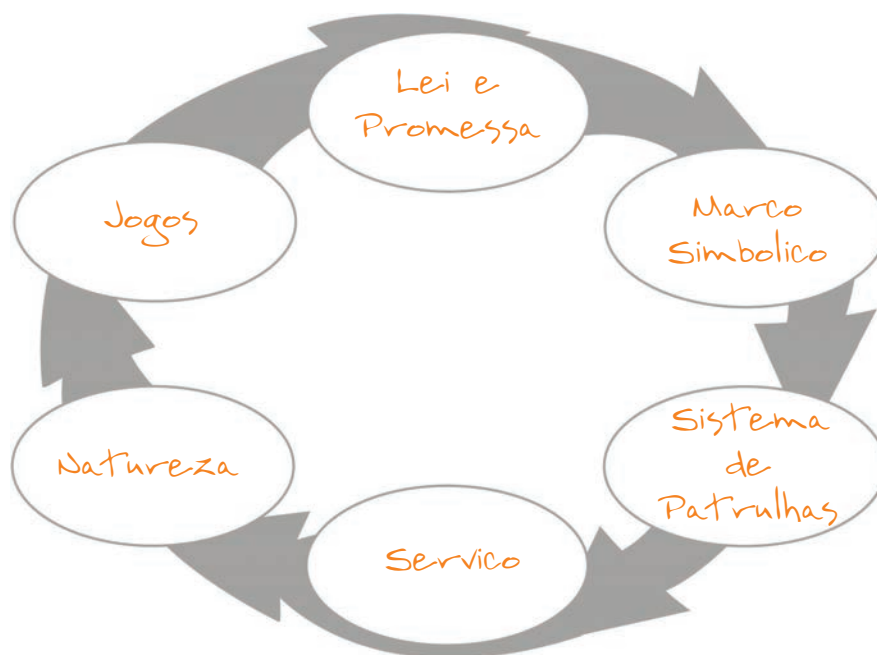 Lei e
Promessa
Marco
Simbolico
Sistema
de
Patrulhas
Servico
Natureza
Jogos